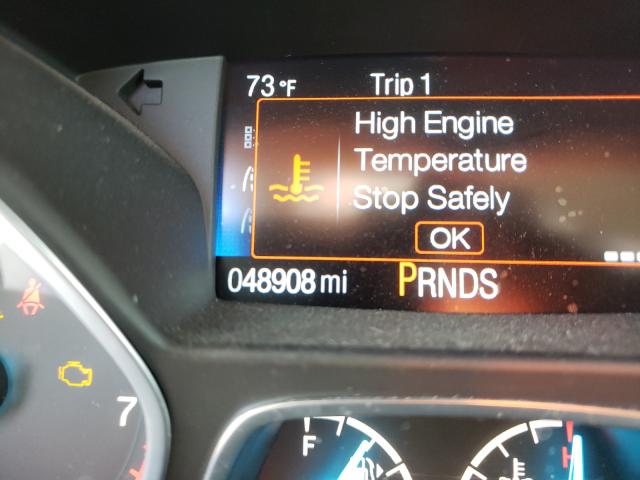 73°F Trip 1
High Engine
Temperature
Stop Safely
OK
048908 mi PRNDS
7
F H